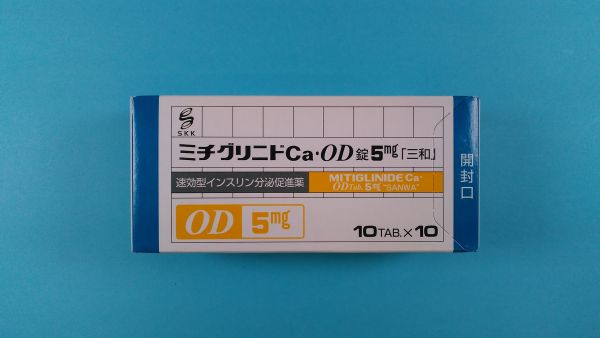 SKK
ミチグリニドCa・OD錠5mg「三和」
速効型インスリン分泌促進薬
MITIGLINIDE Ca・
OD Tab. 5mg "SANWA"
OD 5mg
10TAB.×10
開封口